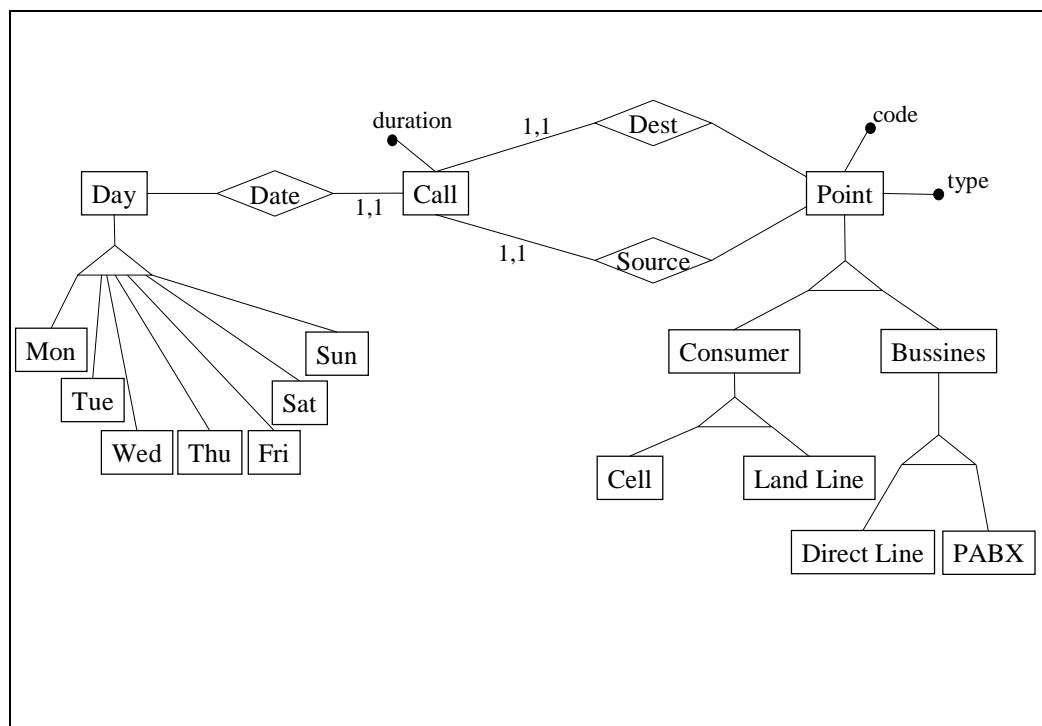 code
duration
1,1
Dest
type
Day
Date
1,1
Call
Point
1,1
Source
Mon
Sun
Consumer
Bussines
Tue
Sat
Wed
Thu
Fri
Cell
Land Line
Direct Line
PABX